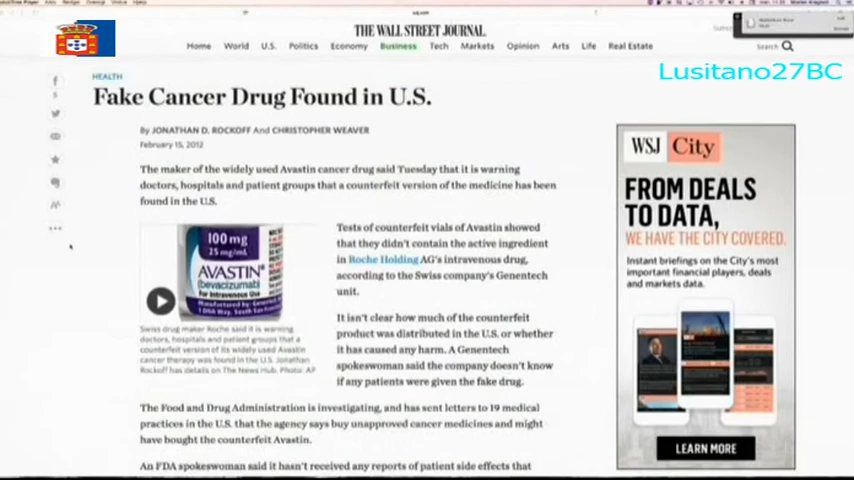 THE WALL STREET JOURNAL.
Home World U.S. Politics Economy Business Tech Markets Opinion Arts Life Real Estate
Search
Lusitano27BC
HEALTH
Fake Cancer Drug Found in U.S.
By JONATHAN D. ROCKOFF And CHRISTOPHER WEAVER
February 15, 2012
The maker of the widely used Avastin cancer drug said Tuesday that it is warning
doctors, hospitals and patient groups that a counterfeit version of the medicine has been
found in the U.S.
100 mg
25 mg/mL
AVASTIN
(bevacizumab)
For Intravenous Use
Swiss drug maker Roche said it is warning
doctors, hospitals and patient groups that a
counterfeit version of its widely used Avastin
cancer therapy was found in the U.S. Jonathan
Rockoff has details on The News Hub. Photo: AP
Tests of counterfeit vials of Avastin showed
that they didn't contain the active ingredient
in Roche Holding AG's intravenous drug,
according to the Swiss company's Genentech
unit.
It isn't clear how much of the counterfeit
product was distributed in the U.S. or whether
it has caused any harm. A Genentech
spokeswoman said the company doesn't know
if any patients were given the fake drug.
The Food and Drug Administration is investigating, and has sent letters to 19 medical
practices in the U.S. that the agency says buy unapproved cancer medicines and might
have bought the counterfeit Avastin.
An FDA spokeswoman said it hasn't received any reports of patient side effects that
WSJ City
FROM DEALS
TO DATA,
WE HAVE THE CITY COVERED.
Instant briefings on the City's most
important financial players, deals
and markets data.
LEARN MORE